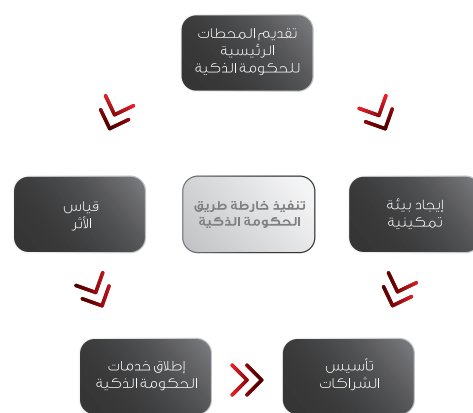 تقديم المحطات
الرئيسية
للحكومة الذكية
إيجاد بيئة
تمكينية
تنفيذ خارطة طريق
الحكومة الذكية
قياس
الأثر
تأسيس
الشراكات
إطلاق خدمات
الحكومة الذكية